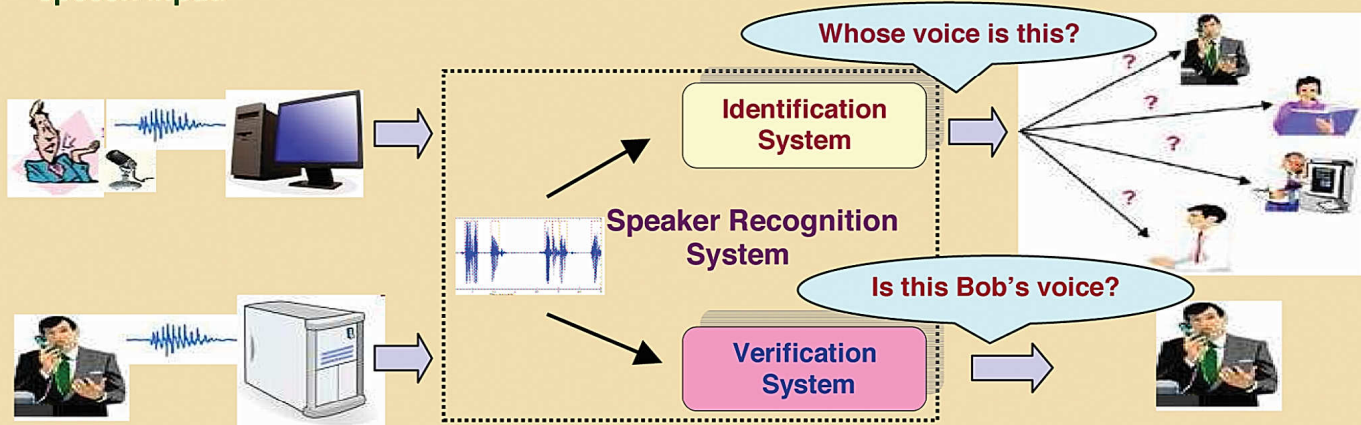 Whose voice is this?
?
Identification
System
?
?
?
Speaker Recognition
System
Is this Bob's voice?
Verification
System